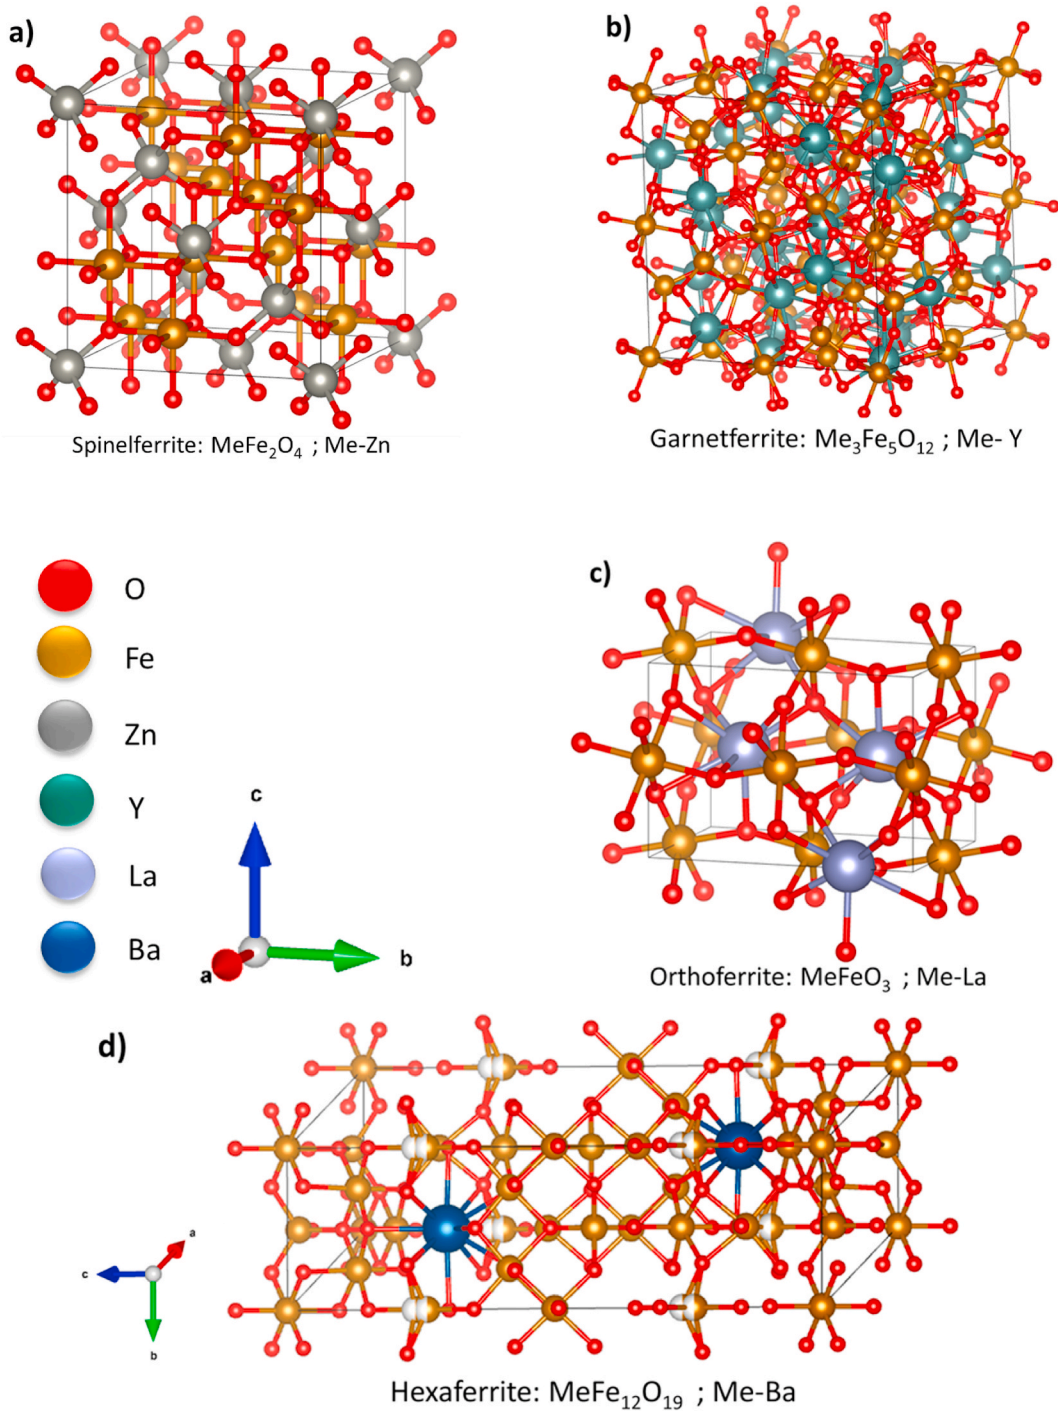 a)
b)
Spinelferrite: MeFe₂O₄ ; Me-Zn
Garnetferrite: Me₃Fe₅O₁₂ ; Me- Y
c)
O
Fe
Zn
Y
La
Ba
c
b
a
Orthoferrite: MeFeO₃ ; Me-La
d)
a
c
b
Hexaferrite: MeFe₁₂O₁₉ ; Me-Ba